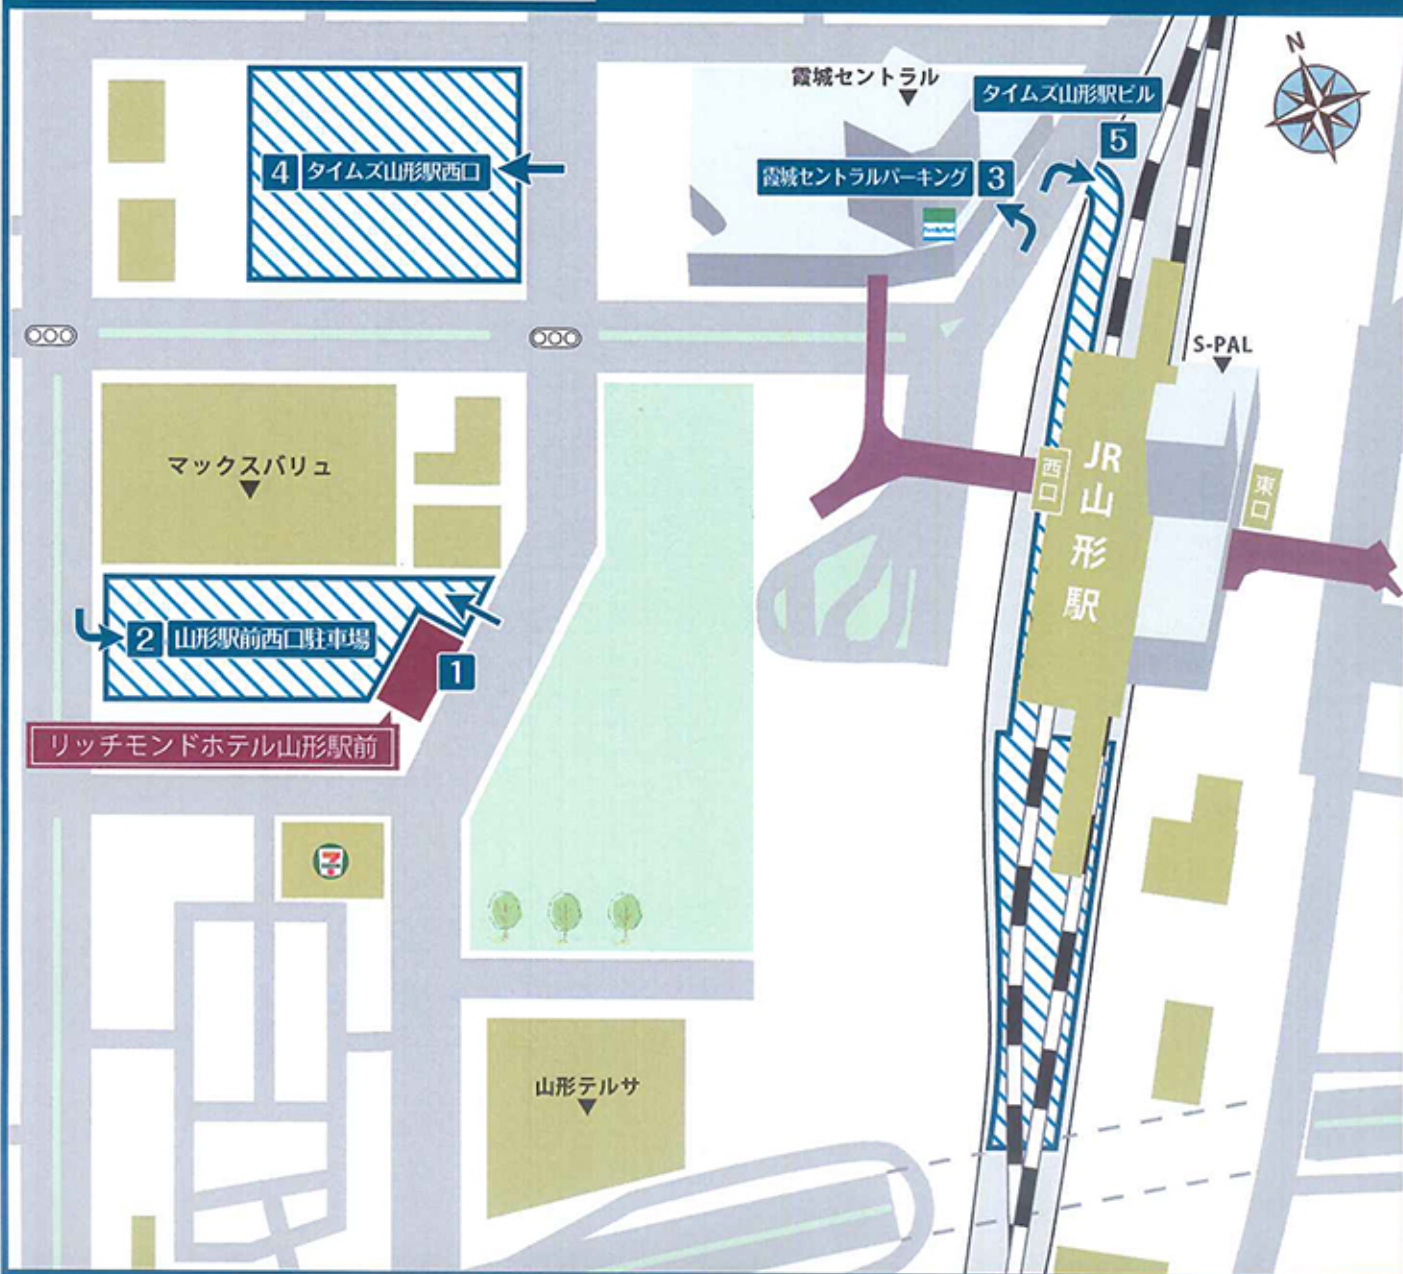 N
霞城セントラル
タイムズ山形駅ビル
5
4 タイムズ山形駅西口
霞城セントラルパーキング 3
FamilyMart
S-PAL
マックスバリュ
西口
JR山形駅
東口
2 山形駅前西口駐車場
1
リッチモンドホテル山形駅前
7
山形テルサ